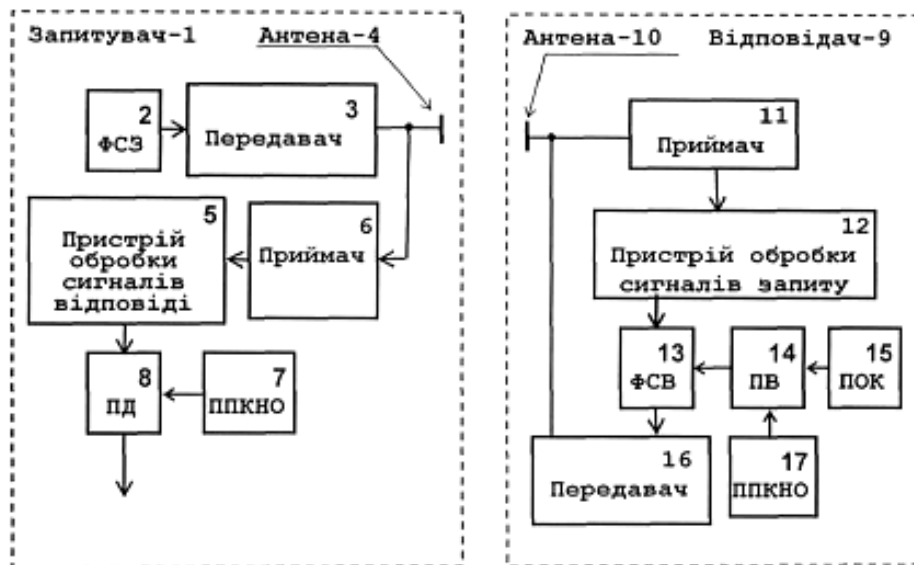 Запитувач-1
Антена-4
2
ФСЗ
3
Передавач
5
Пристрій
обробки
сигналів
відповіді
6
Приймач
8
ПД
7
ППКНО
Антена-10
Відповідач-9
11
Приймач
12
Пристрій обробки
сигналів запиту
13
ФСВ
14
ПВ
15
ПОК
16
Передавач
17
ППКНО